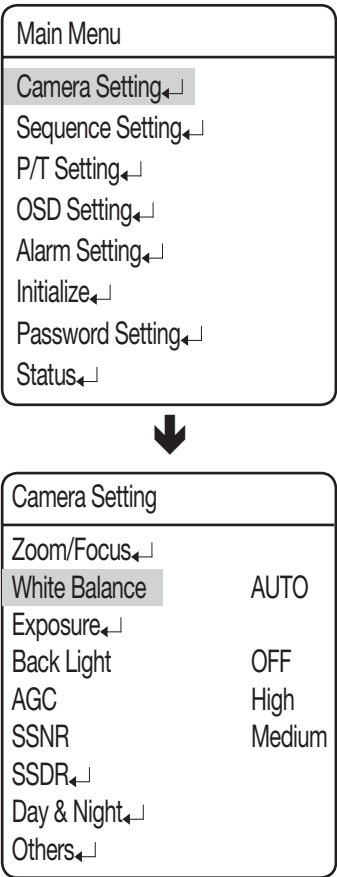 Main Menu
Camera Setting↵
Sequence Setting↵
P/T Setting↵
OSD Setting↵
Alarm Setting↵
Initialize↵
Password Setting↵
Status↵
Camera Setting
Zoom/Focus↵
White Balance AUTO
Exposure↵
Back Light OFF
AGC High
SSNR Medium
SSDR↵
Day & Night↵
Others↵